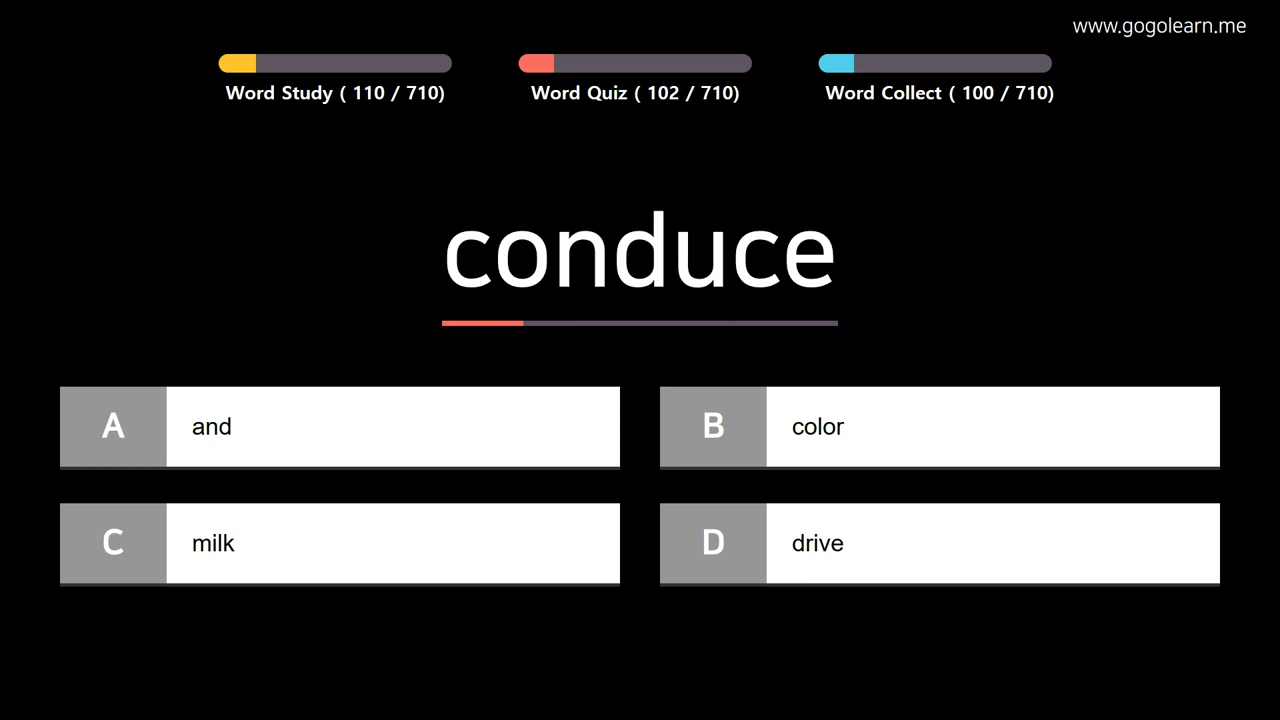 www.gogolearn.me
Word Study ( 110 / 710)
Word Quiz ( 102 / 710)
Word Collect ( 100 / 710)
conduce
A and
B color
C milk
D drive